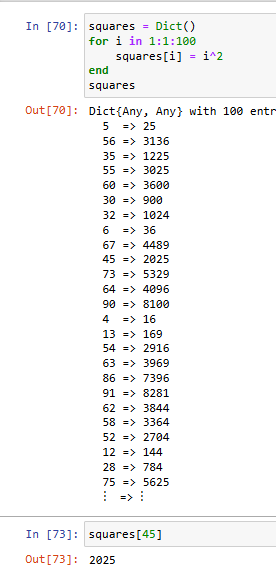 In [70]: squares = Dict()
for i in 1:1:100
squares[i] = i^2
end
squares
Out[70]: Dict{Any, Any} with 100 entr
5 => 25
56 => 3136
35 => 1225
55 => 3025
60 => 3600
30 => 900
32 => 1024
6 => 36
67 => 4489
45 => 2025
73 => 5329
64 => 4096
90 => 8100
4 => 16
13 => 169
54 => 2916
63 => 3969
86 => 7396
91 => 8281
62 => 3844
58 => 3364
52 => 2704
12 => 144
28 => 784
75 => 5625
⋮ => ⋮
In [73]: squares[45]
Out[73]: 2025